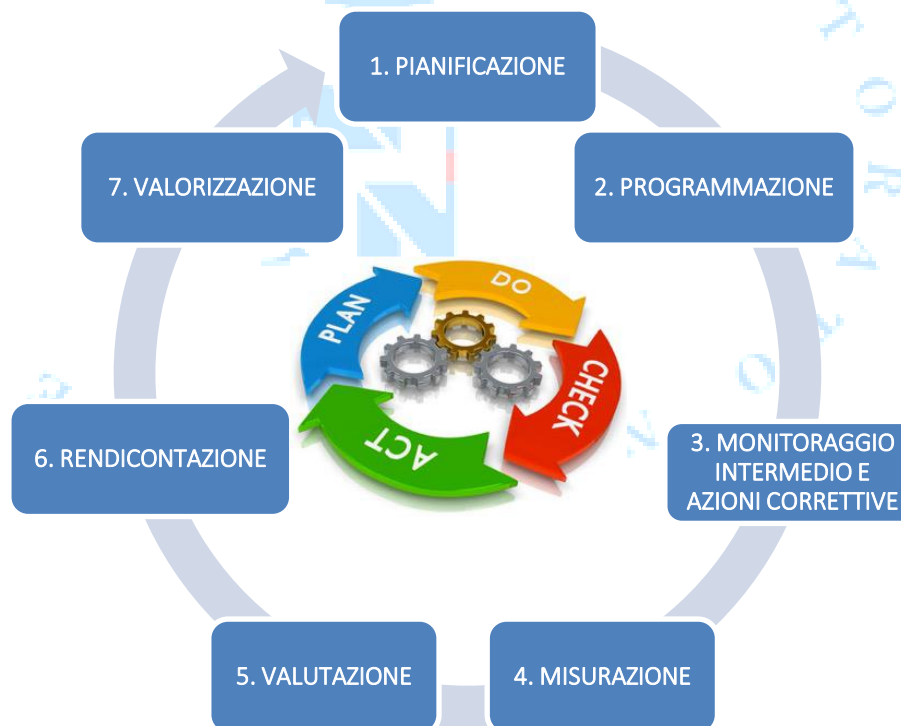 1. PIANIFICAZIONE
2. PROGRAMMAZIONE
3. MONITORAGGIO
INTERMEDIO E
AZIONI CORRETTIVE
4. MISURAZIONE
5. VALUTAZIONE
6. RENDICONTAZIONE
7. VALORIZZAZIONE
PLAN
DO
CHECK
ACT